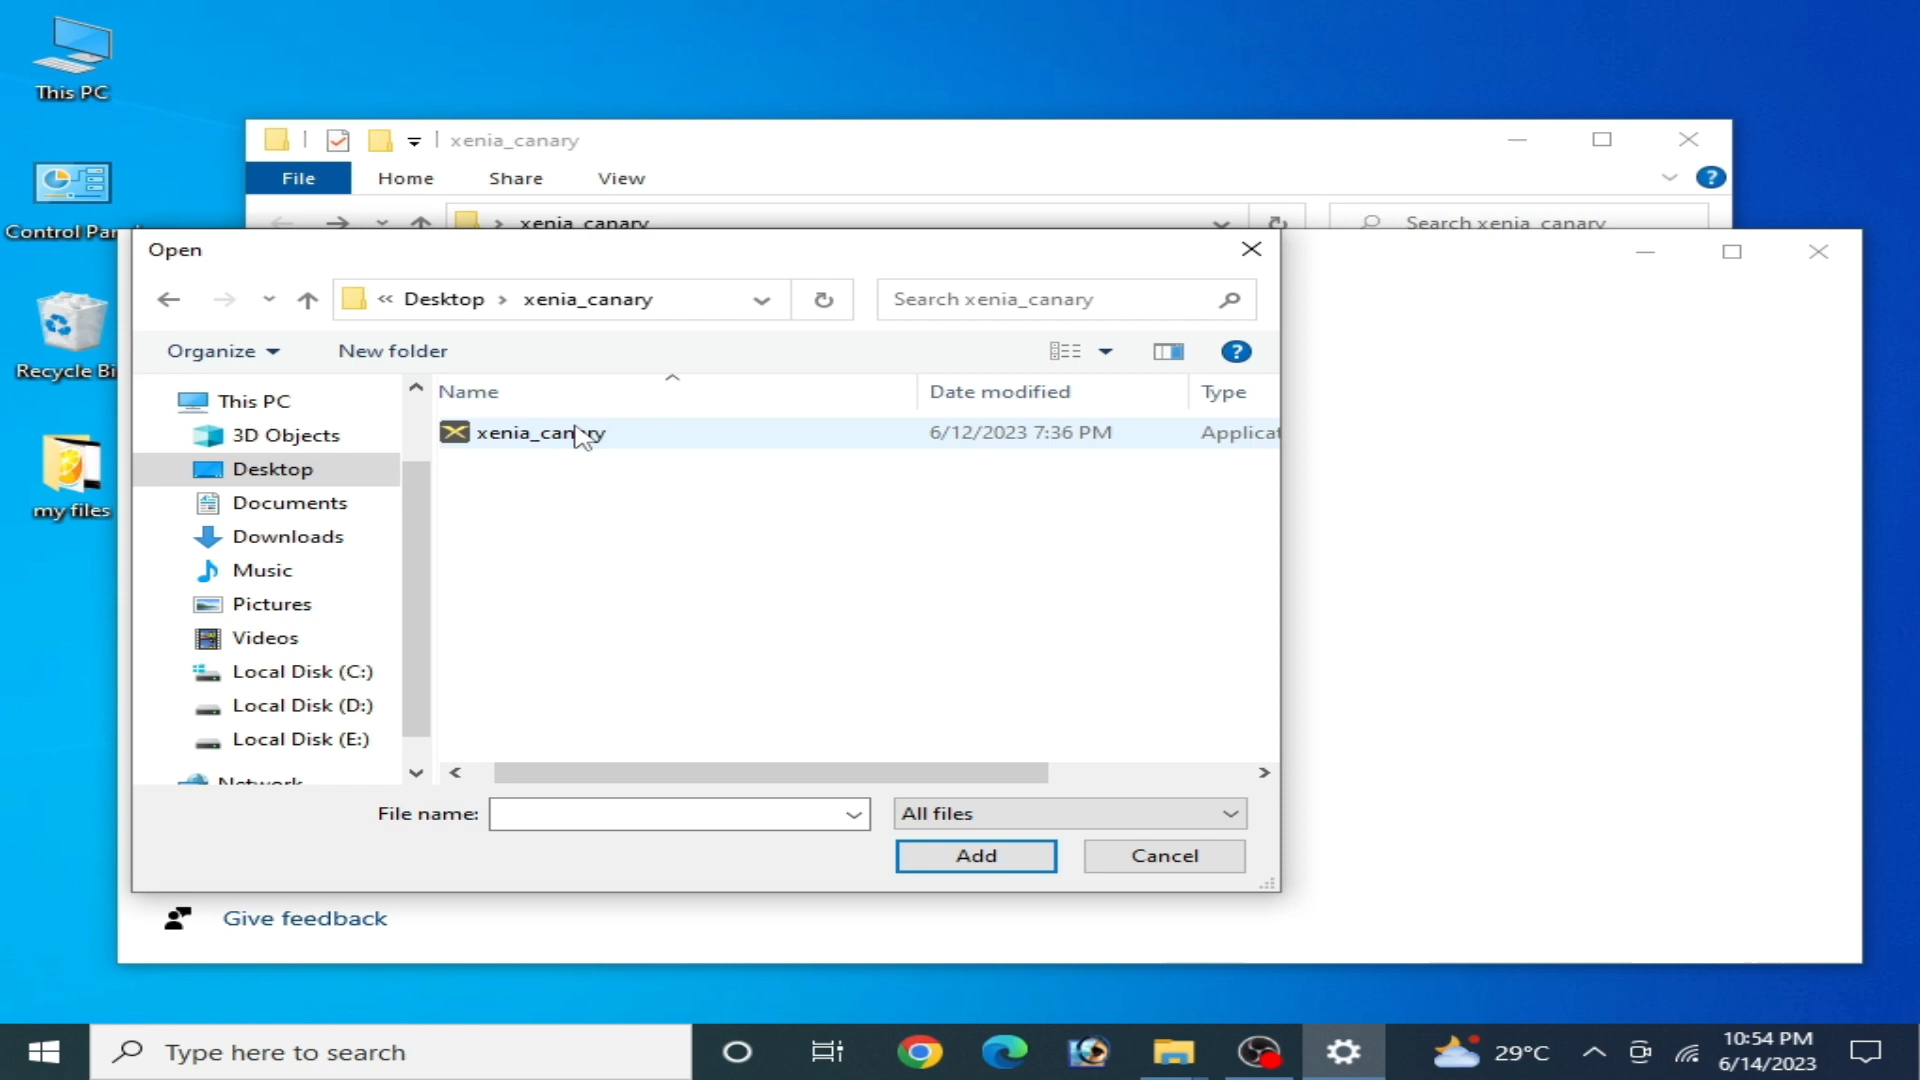 This PC
xenia_canary
File Home Share View
xenia_canary Search xenia_canary
Control Pan
Open
« Desktop › xenia_canary Search xenia_canary
Organize New folder
Name Date modified Type
This PC
xenia_canary 6/12/2023 7:36 PM Applicat
3D Objects
Desktop
Documents
Downloads
Music
Pictures
Videos
Local Disk (C:)
Local Disk (D:)
Local Disk (E:)
Network
Recycle Bi
my files
File name: All files
Add Cancel
Give feedback
Type here to search
29°C
10:54 PM
6/14/2023